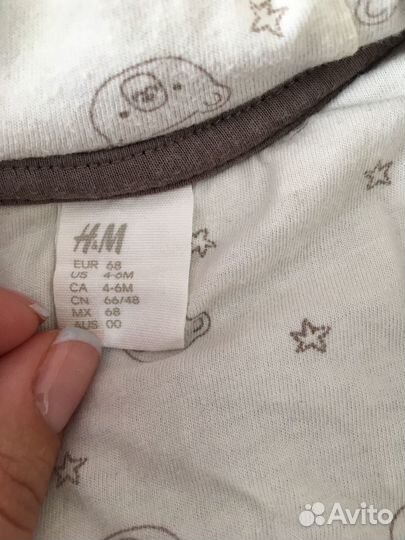 H&M
EUR 68
US 4-6M
CA 4-6M
CN 66/48
MX 68
AUS 00
Avito